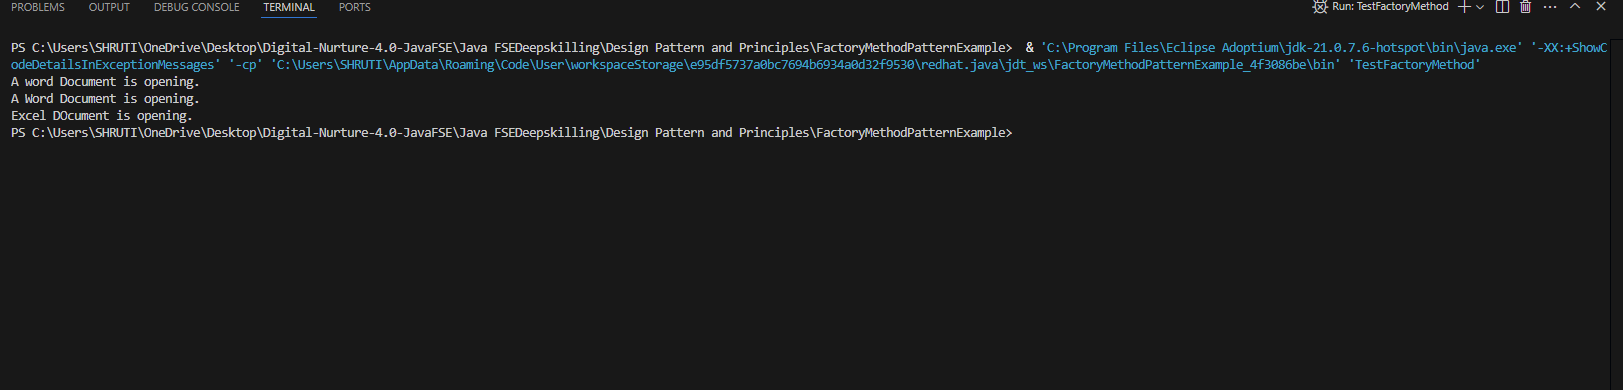 PROBLEMS OUTPUT DEBUG CONSOLE TERMINAL PORTS Run: TestFactoryMethod
PS C:\Users\SHRUTI\OneDrive\Desktop\Digital-Nurture-4.0-JavaFSE\Java FSEDeepskilling\Design Pattern and Principles\FactoryMethodPatternExample> & 'C:\Program Files\Eclipse Adoptium\jdk-21.0.7.6-hotspot\bin\java.exe' '-XX:+ShowC
odeDetailsInExceptionMessages' '-cp' 'C:\Users\SHRUTI\AppData\Roaming\Code\User\workspaceStorage\e95df5737a0bc7694b6934a0d32f9530\redhat.java\jdt_ws\FactoryMethodPatternExample_4f3086be\bin' 'TestFactoryMethod'
A word Document is opening.
A Word Document is opening.
Excel DOcument is opening.
PS C:\Users\SHRUTI\OneDrive\Desktop\Digital-Nurture-4.0-JavaFSE\Java FSEDeepskilling\Design Pattern and Principles\FactoryMethodPatternExample>